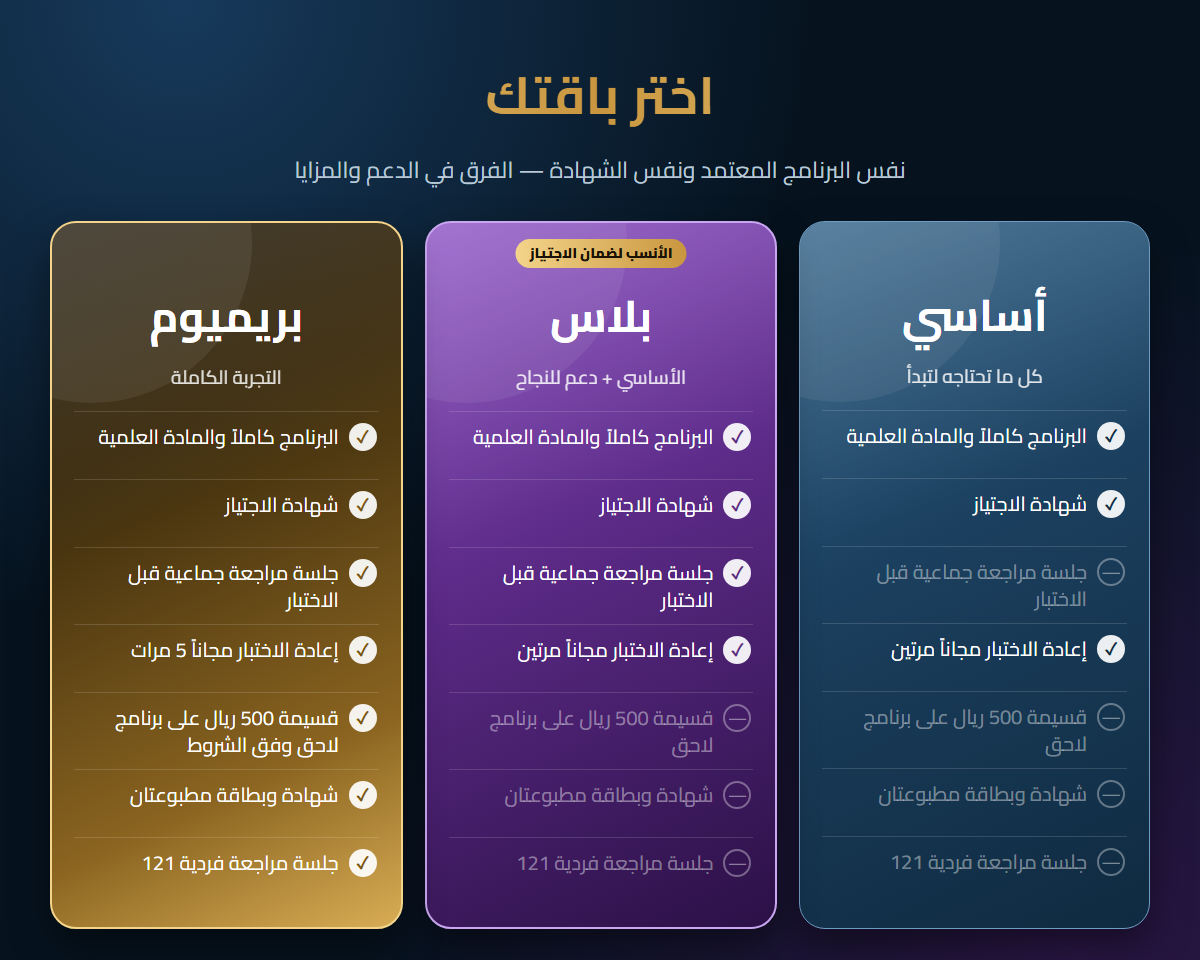 اختر باقتك
نفس البرنامج المعتمد ونفس الشهادة — الفرق في الدعم والمزايا
أساسي
كل ما تحتاجه لتبدأ
البرنامج كاملاً والمادة العلمية
شهادة الاجتياز
جلسة مراجعة جماعية قبل
الاختبار
إعادة الاختبار مجاناً مرتين
قسيمة 500 ريال على برنامج
لاحق
شهادة وبطاقة مطبوعتان
جلسة مراجعة فردية 121
الأنسب لضمان الاجتياز
بلاس
الأساسي + دعم للنجاح
البرنامج كاملاً والمادة العلمية
شهادة الاجتياز
جلسة مراجعة جماعية قبل
الاختبار
إعادة الاختبار مجاناً مرتين
قسيمة 500 ريال على برنامج
لاحق
شهادة وبطاقة مطبوعتان
جلسة مراجعة فردية 121
بريميوم
التجربة الكاملة
البرنامج كاملاً والمادة العلمية
شهادة الاجتياز
جلسة مراجعة جماعية قبل
الاختبار
إعادة الاختبار مجاناً 5 مرات
قسيمة 500 ريال على برنامج
لاحق وفق الشروط
شهادة وبطاقة مطبوعتان
جلسة مراجعة فردية 121